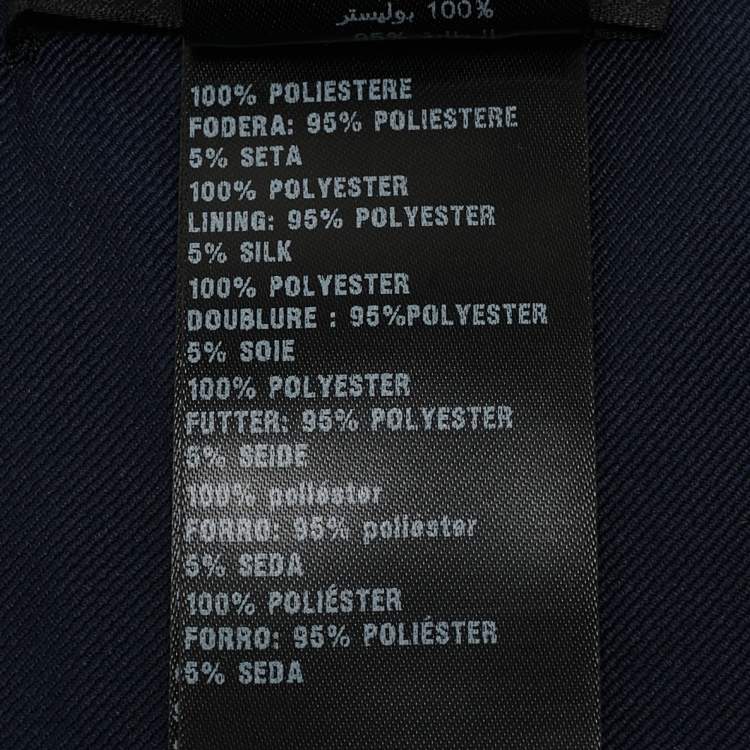 100% بوليستر
95%
100% POLIESTERE
FODERA: 95% POLIESTERE
5% SETA
100% POLYESTER
LINING: 95% POLYESTER
5% SILK
100% POLYESTER
DOUBLURE : 95%POLYESTER
5% SOIE
100% POLYESTER
FUTTER: 95% POLYESTER
5% SEIDE
100% poliéster
FORRO: 95% poliéster
5% SEDA
100% POLIÉSTER
FORRO: 95% POLIÉSTER
5% SEDA